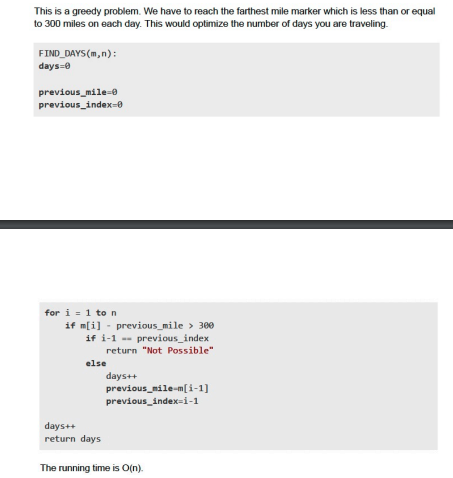 This is a greedy problem. We have to reach the farthest mile marker which is less than or equal
to 300 miles on each day. This would optimize the number of days you are traveling.
FIND_DAYS(m,n):
days=0
previous_mile=0
previous_index=0
for i = 1 to n
if m[i] - previous_mile > 300
if i-1 == previous_index
return "Not Possible"
else
days++
previous_mile=m[i-1]
previous_index=i-1
days++
return days
The running time is O(n).